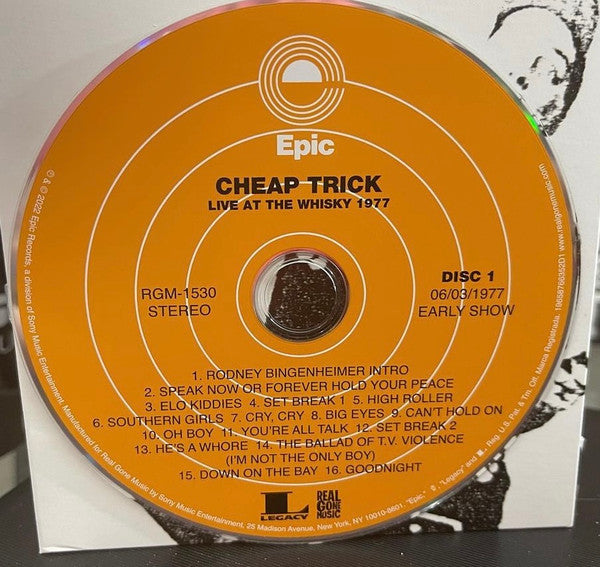 Epic
CHEAP TRICK
LIVE AT THE WHISKY 1977
RGM-1530
STEREO
DISC 1
06/03/1977
EARLY SHOW
1. RODNEY BINGENHEIMER INTRO
2. SPEAK NOW OR FOREVER HOLD YOUR PEACE
3. ELO KIDDIES 4. SET BREAK 1 5. HIGH ROLLER
6. SOUTHERN GIRLS 7. CRY, CRY 8. BIG EYES 9. CAN'T HOLD ON
10. OH BOY 11. YOU'RE ALL TALK 12. SET BREAK 2
13. HE'S A WHORE 14. THE BALLAD OF T.V. VIOLENCE
(I'M NOT THE ONLY BOY)
15. DOWN ON THE BAY 16. GOODNIGHT
L
LEGACY
REAL
GONE
MUSIC
℗ & © 2022 Epic Records, a division of Sony Music Entertainment. Manufactured for Real Gone Music by Sony Music Entertainment, 25 Madison Avenue, New York, NY 10010-8601. "Epic," "Legacy" and L Reg. U.S. Pat. & Tm. Off. Marca Registrada. 19658766352D1 www.realgonemusic.com